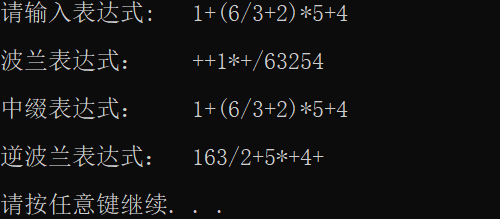 请输入表达式:  1+(6/3+2)*5+4
波兰表达式:  ++1*+/63254
中缀表达式:  1+(6/3+2)*5+4
逆波兰表达式:  163/2+5*+4+
请按任意键继续. . .